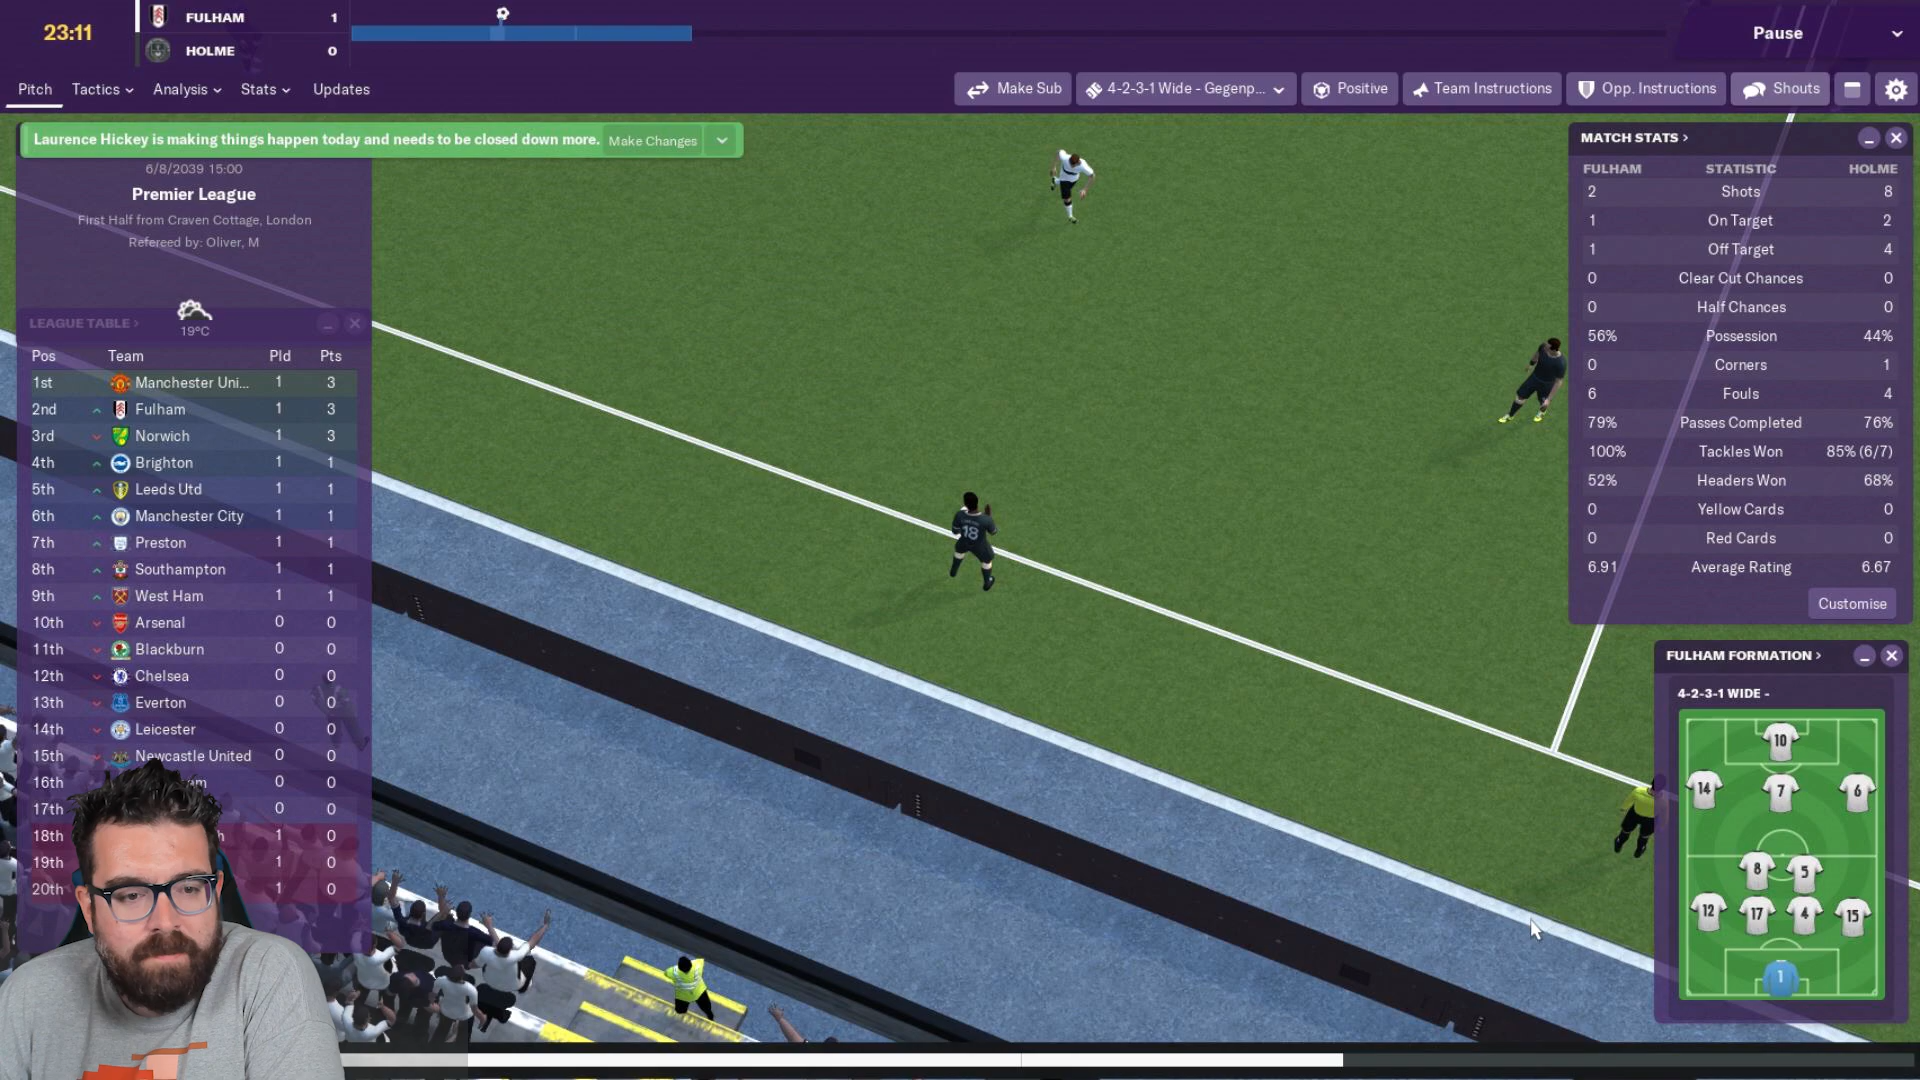 23:11
FULHAM 1
HOLME 0
Pause
Pitch Tactics Analysis Stats Updates
Make Sub 4-2-3-1 Wide - Gegenp... Positive Team Instructions Opp. Instructions Shouts
Laurence Hickey is making things happen today and needs to be closed down more. Make Changes
6/8/2039 15:00
Premier League
First Half from Craven Cottage, London
Refereed by: Oliver, M
19°C
LEAGUE TABLE >
Pos Team Pld Pts
1st Manchester Uni... 1 3
2nd Fulham 1 3
3rd Norwich 1 3
4th Brighton 1 1
5th Leeds Utd 1 1
6th Manchester City 1 1
7th Preston 1 1
8th Southampton 1 1
9th West Ham 1 1
10th Arsenal 0 0
11th Blackburn 0 0
12th Chelsea 0 0
13th Everton 0 0
14th Leicester 0 0
15th Newcastle United 0 0
16th 0 0
17th 0 0
18th 1 0
19th 1 0
20th 1 0
18
MATCH STATS >
FULHAM STATISTIC HOLME
2 Shots 8
1 On Target 2
1 Off Target 4
0 Clear Cut Chances 0
0 Half Chances 0
56% Possession 44%
0 Corners 1
6 Fouls 4
79% Passes Completed 76%
100% Tackles Won 85% (6/7)
52% Headers Won 68%
0 Yellow Cards 0
0 Red Cards 0
6.91 Average Rating 6.67
Customise
FULHAM FORMATION >
4-2-3-1 WIDE -
10
14 7 6
8 5
12 17 4 15
1